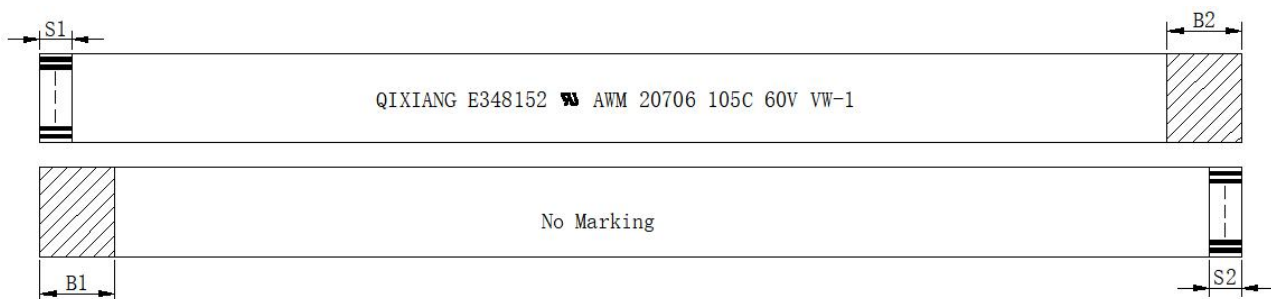 S1
B2
QIXIANG E348152 AWM 20706 105C 60V VW-1
No Marking
B1
S2